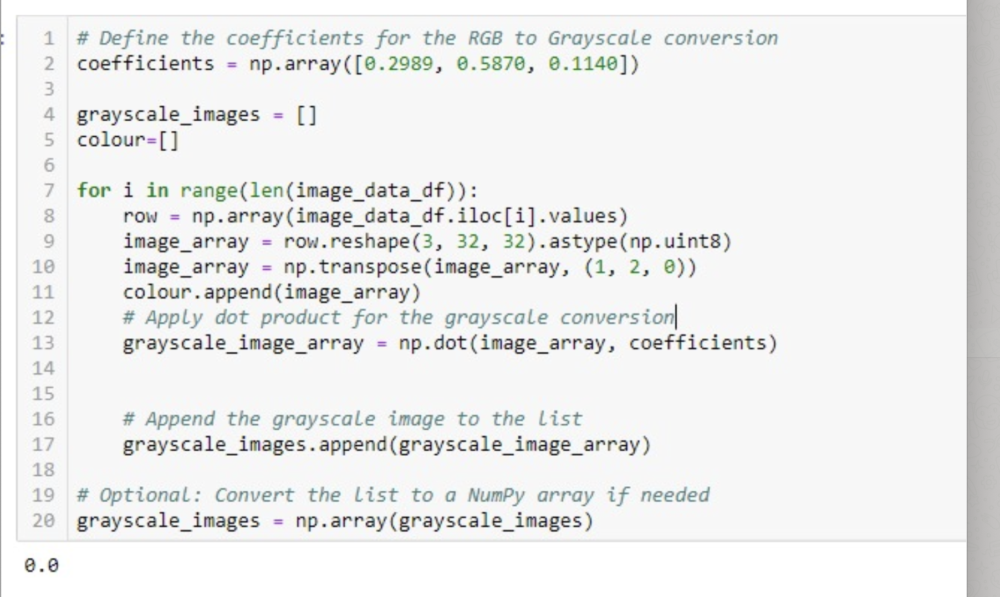 :
1 # Define the coefficients for the RGB to Grayscale conversion
2 coefficients = np.array([0.2989, 0.5870, 0.1140])
3
4 grayscale_images = []
5 colour=[]
6
7 for i in range(len(image_data_df)):
8     row = np.array(image_data_df.iloc[i].values)
9     image_array = row.reshape(3, 32, 32).astype(np.uint8)
10     image_array = np.transpose(image_array, (1, 2, 0))
11     colour.append(image_array)
12     # Apply dot product for the grayscale conversion
13     grayscale_image_array = np.dot(image_array, coefficients)
14
15
16     # Append the grayscale image to the list
17     grayscale_images.append(grayscale_image_array)
18
19 # Optional: Convert the list to a NumPy array if needed
20 grayscale_images = np.array(grayscale_images)
0.0